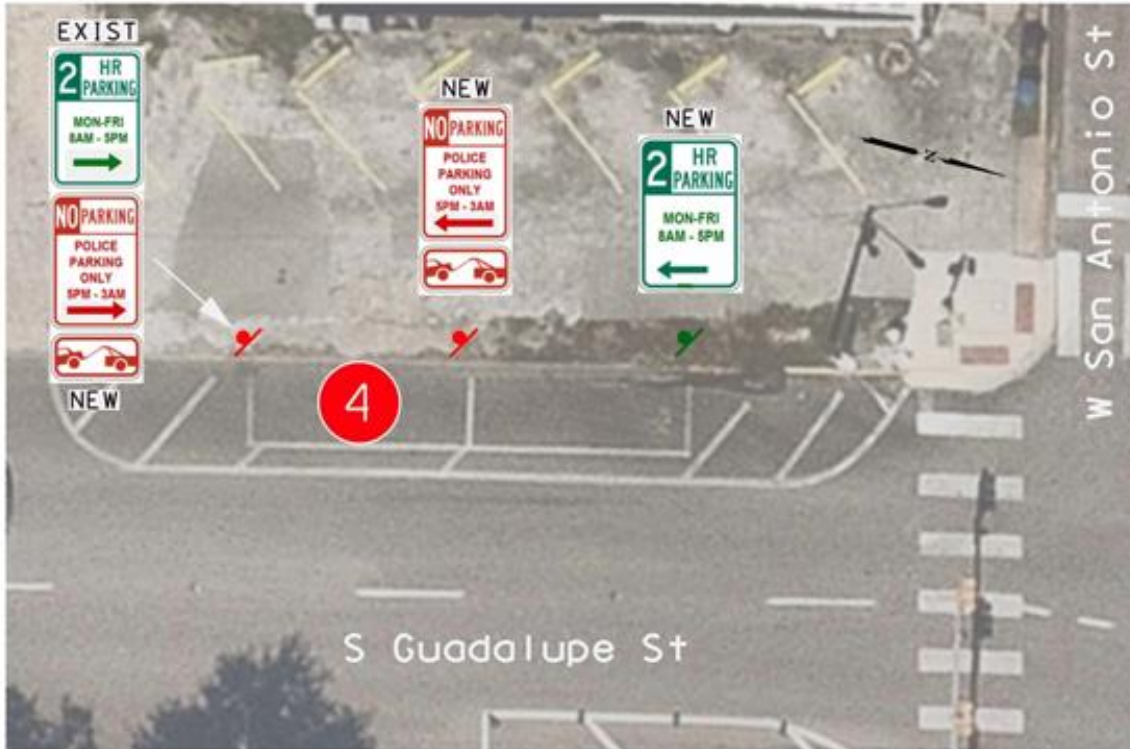 EXIST
2 HR
PARKING
MON-FRI
8AM - 5PM
NO PARKING
POLICE
PARKING
ONLY
5PM - 3AM
NEW
NEW
NO PARKING
POLICE
PARKING
ONLY
5PM - 3AM
NEW
2 HR
PARKING
MON-FRI
8AM - 5PM
4
W San Antonio St
S Guadalupe St